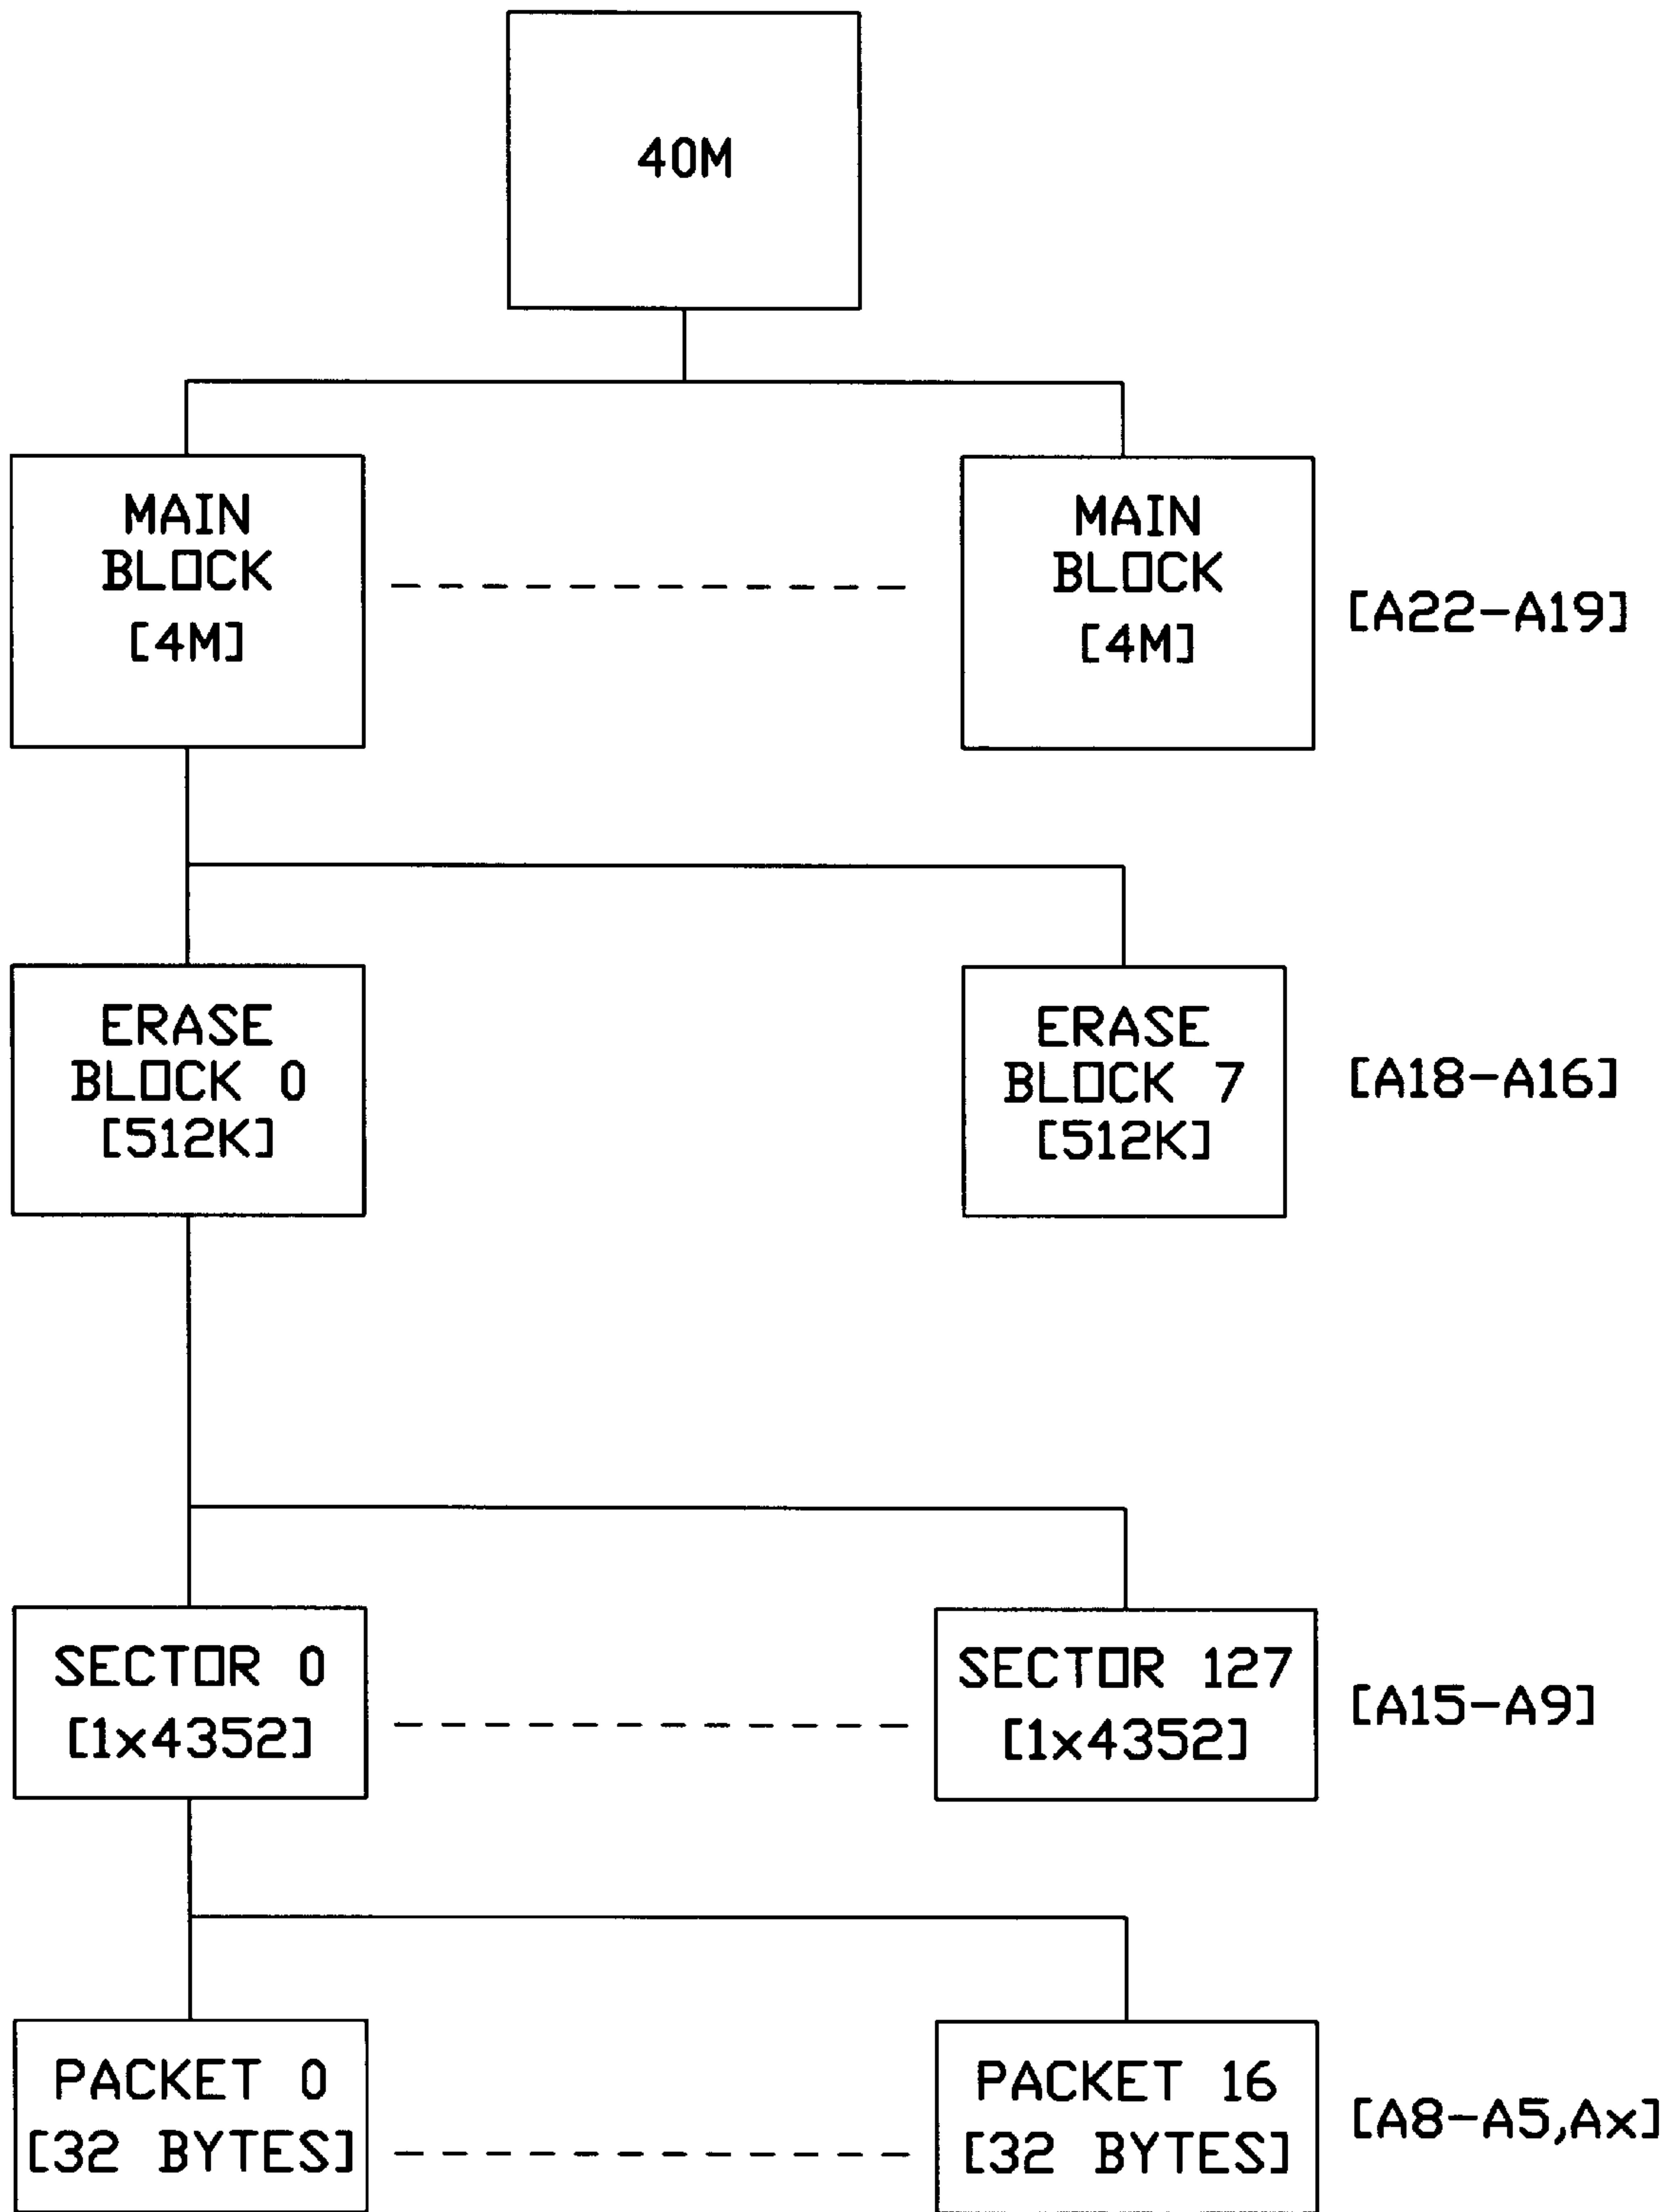 40M
MAIN
BLOCK
[4M]
MAIN
BLOCK
[4M]
[A22-A19]
ERASE
BLOCK 0
[512K]
ERASE
BLOCK 7
[512K]
[A18-A16]
SECTOR 0
[1x4352]
SECTOR 127
[1x4352]
[A15-A9]
PACKET 0
[32 BYTES]
PACKET 16
[32 BYTES]
[A8-A5,Ax]